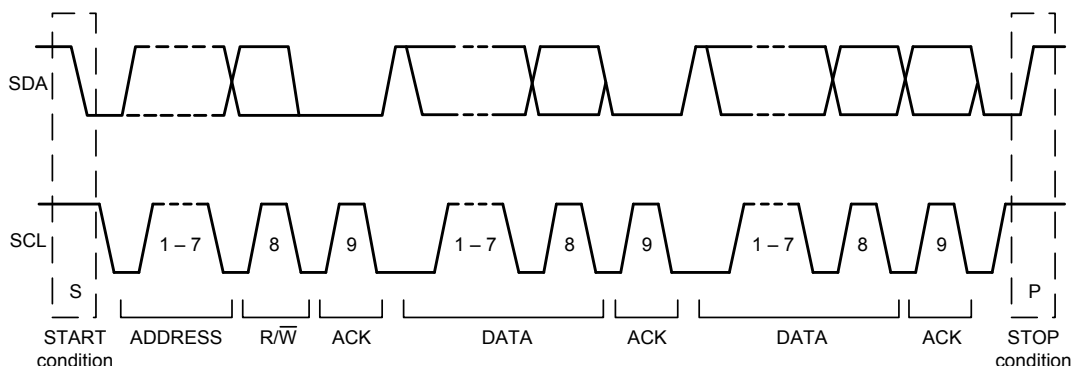 SDA
SCL
1 – 7 8 9 1 – 7 8 9 1 – 7 8 9
S P
START condition
ADDRESS R/W̅ ACK DATA ACK DATA ACK
STOP condition